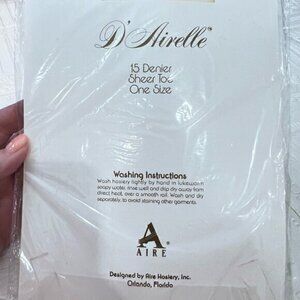 D'Airelle®
15 Denier
Sheer Toe
One Size
Washing Instructions
Wash hosiery lightly by hand in lukewarm
soapy water, rinse well and drip dry away from
direct heat, over a smooth rail. Wash and dry
separately, to avoid staining other garments.
A®
AIRE
Designed by Aire Hosiery, Inc.
Orlando, Florida